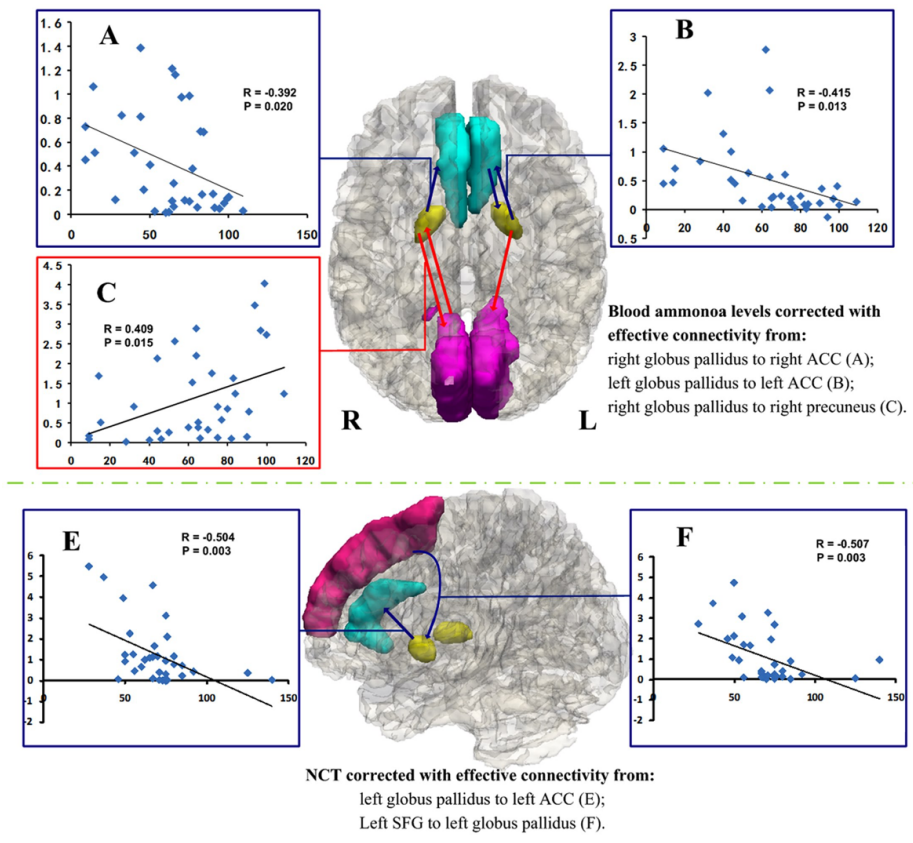 A
1.6
1.4
1.2
1
0.8
0.6
0.4
0.2
0
0 50 100 150
R = -0.392
P = 0.020
B
3
2.5
2
1.5
1
0.5
0
0.5
0 20 40 60 80 100 120
R = -0.415
P = 0.013
C
4.5
4
3.5
3
2.5
2
1.5
1
0.5
0
0 20 40 60 80 100 120
R = 0.409
P = 0.015
R
L
Blood ammonoa levels corrected with
effective connectivity from:
right globus pallidus to right ACC (A);
left globus pallidus to left ACC (B);
right globus pallidus to right precuneus (C).
E
R = -0.504
P = 0.003
6
5
4
3
2
1
0
-1
-2
0 50 100 150
F
R = -0.507
P = 0.003
6
5
4
3
2
1
0
-1
-2
0 50 100 150
NCT corrected with effective connectivity from:
left globus pallidus to left ACC (E);
Left SFG to left globus pallidus (F).